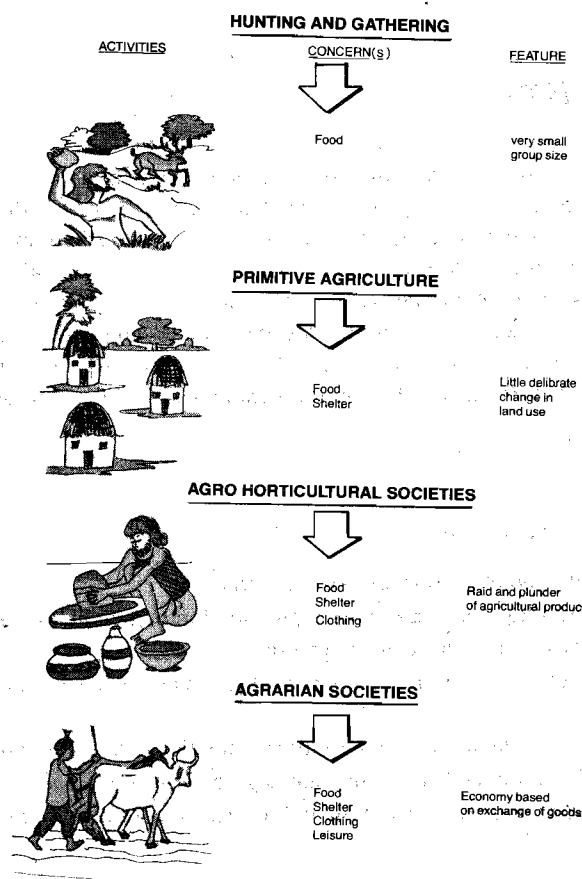 HUNTING AND GATHERING
ACTIVITIES
CONCERN(s)
FEATURE
Food
very small
group size
PRIMITIVE AGRICULTURE
Food
Shelter
Little delibrate
change in
land use
AGRO HORTICULTURAL SOCIETIES
Food
Shelter
Clothing
Raid and plunder
of agricultural produc
AGRARIAN SOCIETIES
Food
Shelter
Clothing
Leisure
Economy based
on exchange of goods